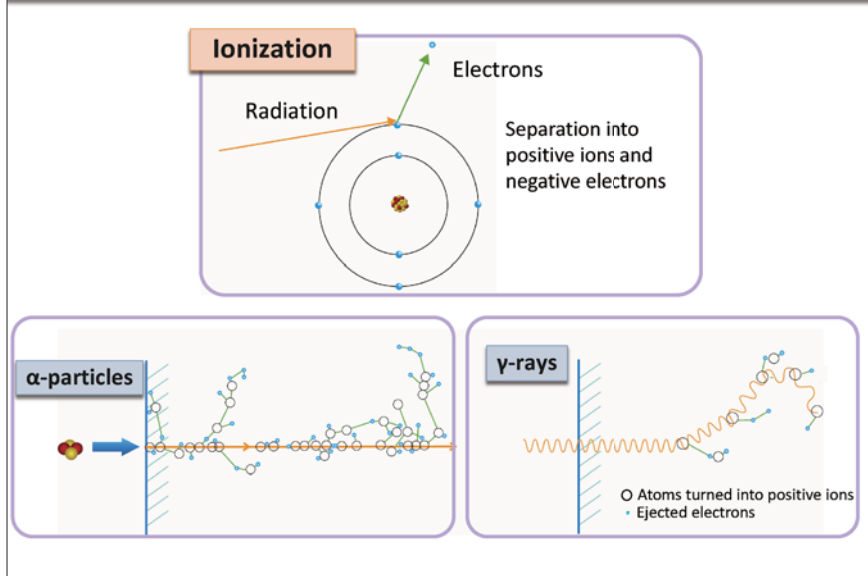 Ionization
Electrons
Radiation
Separation into
positive ions and
negative electrons
α-particles
γ-rays
Atoms turned into positive ions
Ejected electrons